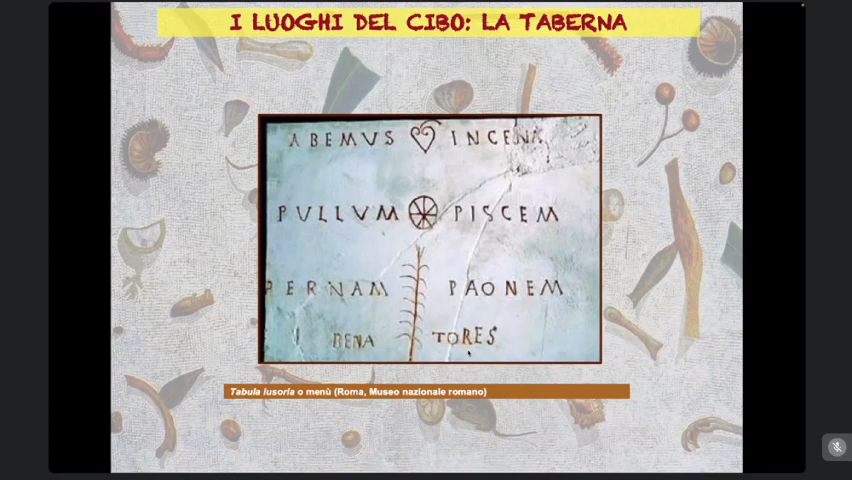 I LUOGHI DEL CIBO: LA TABERNA
ABEMUS INCENA
PULLUM PISCEM
PERNAM PAONEM
BENA TORES
Tabula lusoria o menù (Roma, Museo nazionale romano)